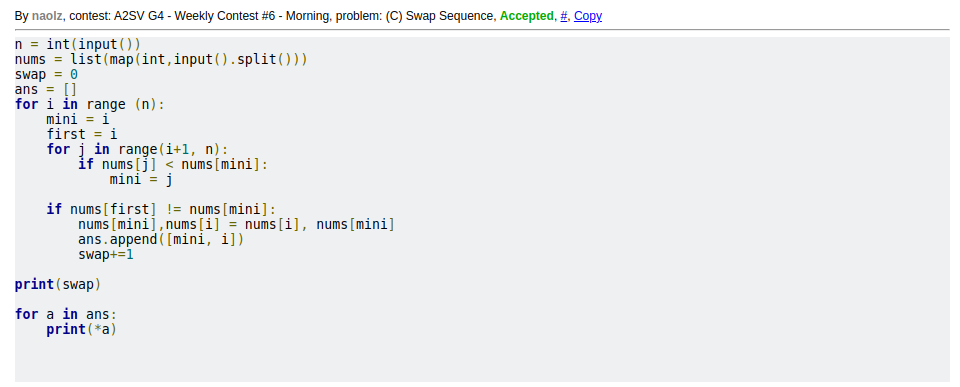 By naolz, contest: A2SV G4 - Weekly Contest #6 - Morning, problem: (C) Swap Sequence, Accepted, #, Copy
n = int(input())
nums = list(map(int,input().split()))
swap = 0
ans = []
for i in range (n):
    mini = i
    first = i
    for j in range(i+1, n):
        if nums[j] < nums[mini]:
            mini = j
    if nums[first] != nums[mini]:
        nums[mini],nums[i] = nums[i], nums[mini]
        ans.append([mini, i])
        swap+=1
print(swap)
for a in ans:
    print(*a)